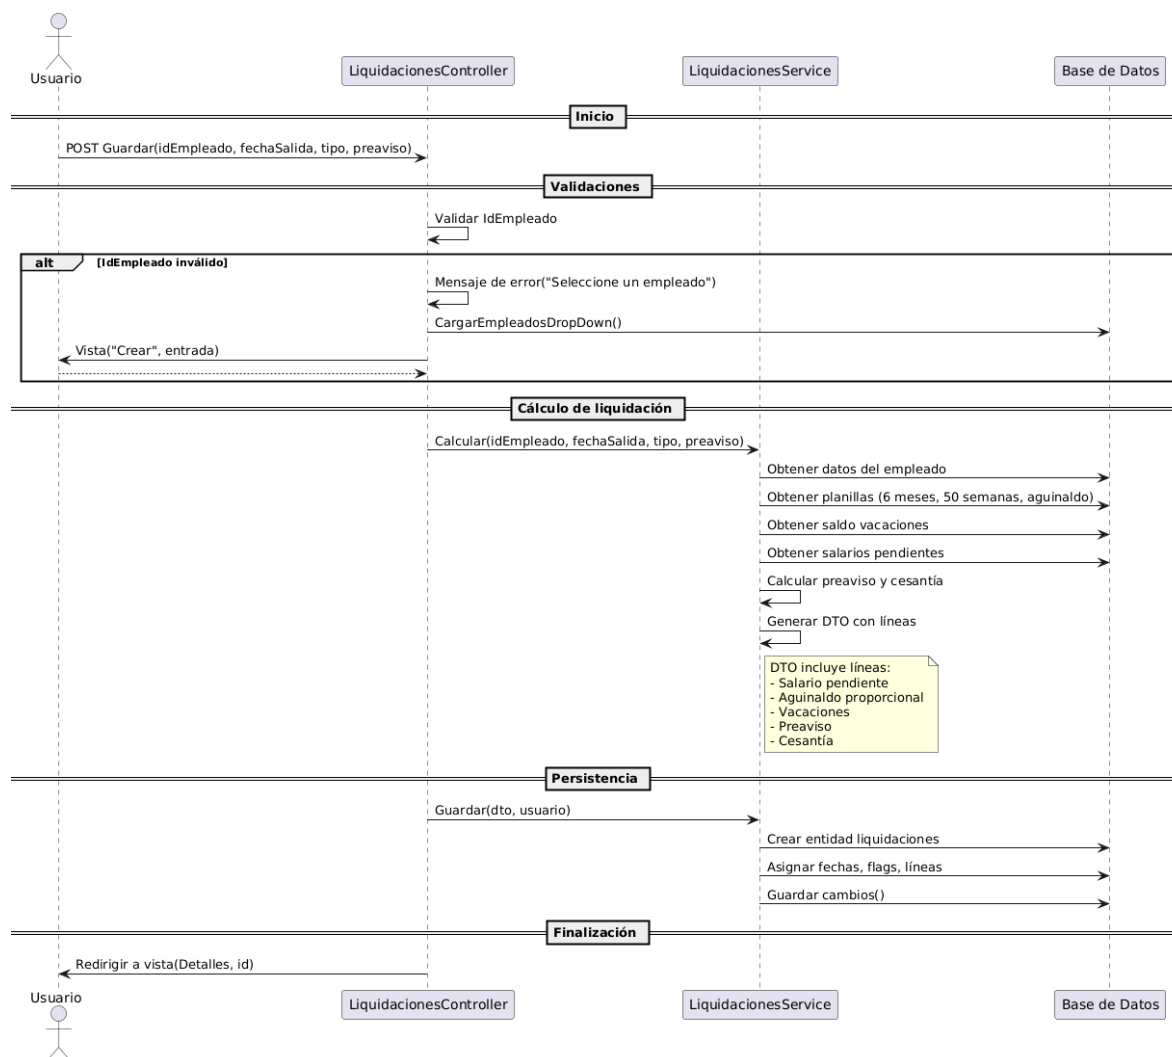 Usuario
LiquidacionesController
LiquidacionesService
Base de Datos
Inicio
POST Guardar(idEmpleado, fechaSalida, tipo, preaviso)
Validaciones
Validar IdEmpleado
alt
[IdEmpleado inválido]
Mensaje de error("Seleccione un empleado")
CargarEmpleadosDropDown()
Vista("Crear", entrada)
Cálculo de liquidación
Calcular(idEmpleado, fechaSalida, tipo, preaviso)
Obtener datos del empleado
Obtener planillas (6 meses, 50 semanas, aguinaldo)
Obtener saldo vacaciones
Obtener salarios pendientes
Calcular preaviso y cesantía
Generar DTO con líneas
DTO incluye líneas:
- Salario pendiente
- Aguinaldo proporcional
- Vacaciones
- Preaviso
- Cesantía
Persistencia
Guardar(dto, usuario)
Crear entidad liquidaciones
Asignar fechas, flags, líneas
Guardar cambios()
Finalización
Redirigir a vista(Detalles, id)
Usuario
LiquidacionesController
LiquidacionesService
Base de Datos